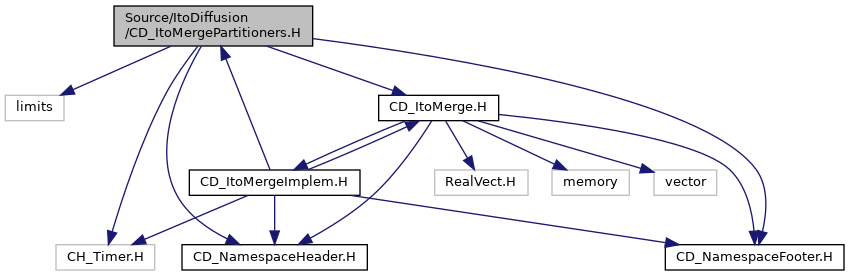 Source/ItoDiffusion
/CD_ItoMergePartitioners.H
limits
CD_ItoMerge.H
CD_ItoMergeImplem.H
RealVect.H
memory
vector
CH_Timer.H
CD_NamespaceHeader.H
CD_NamespaceFooter.H